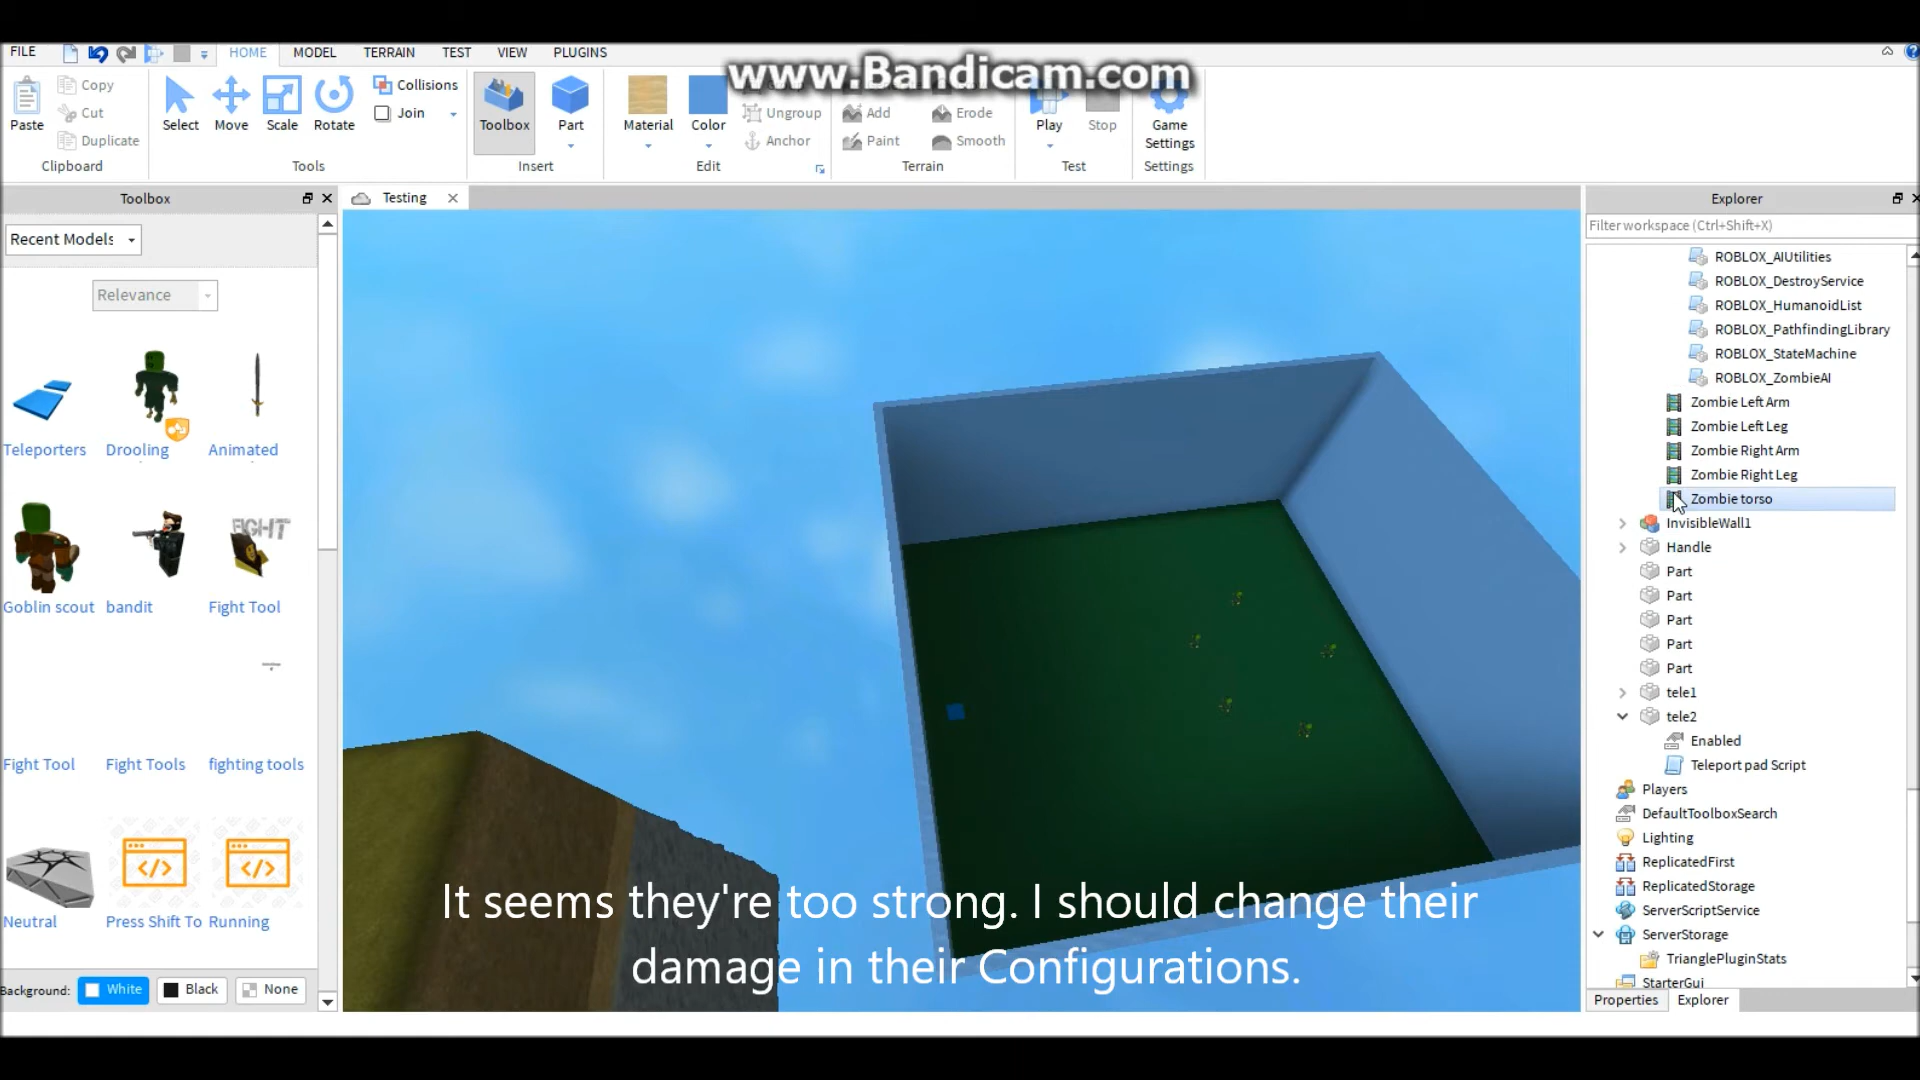 www.Bandicam.com
FILE
HOME
MODEL
TERRAIN
TEST
VIEW
PLUGINS
Paste
Copy
Cut
Duplicate
Clipboard
Select
Move
Scale
Rotate
Collisions
Join
Tools
Toolbox
Part
Insert
Material
Color
Ungroup
Anchor
Edit
Add
Paint
Erode
Smooth
Terrain
Play
Stop
Test
Game
Settings
Settings
Toolbox
Recent Models
Relevance
Teleporters
Drooling
Animated
Goblin scout
bandit
FIGHT
Fight Tool
Fight Tool
Fight Tools
fighting tools
Neutral
Press Shift To
Running
Background:
White
Black
None
Testing
It seems they're too strong. I should change their
damage in their Configurations.
Explorer
Filter workspace (Ctrl+Shift+X)
ROBLOX_AIUtilities
ROBLOX_DestroyService
ROBLOX_HumanoidList
ROBLOX_PathfindingLibrary
ROBLOX_StateMachine
ROBLOX_ZombieAI
Zombie Left Arm
Zombie Left Leg
Zombie Right Arm
Zombie Right Leg
Zombie torso
InvisibleWall1
Handle
Part
Part
Part
Part
Part
tele1
tele2
Enabled
Teleport pad Script
Players
DefaultToolboxSearch
Lighting
ReplicatedFirst
ReplicatedStorage
ServerScriptService
ServerStorage
TrianglePluginStats
StarterGui
Properties
Explorer